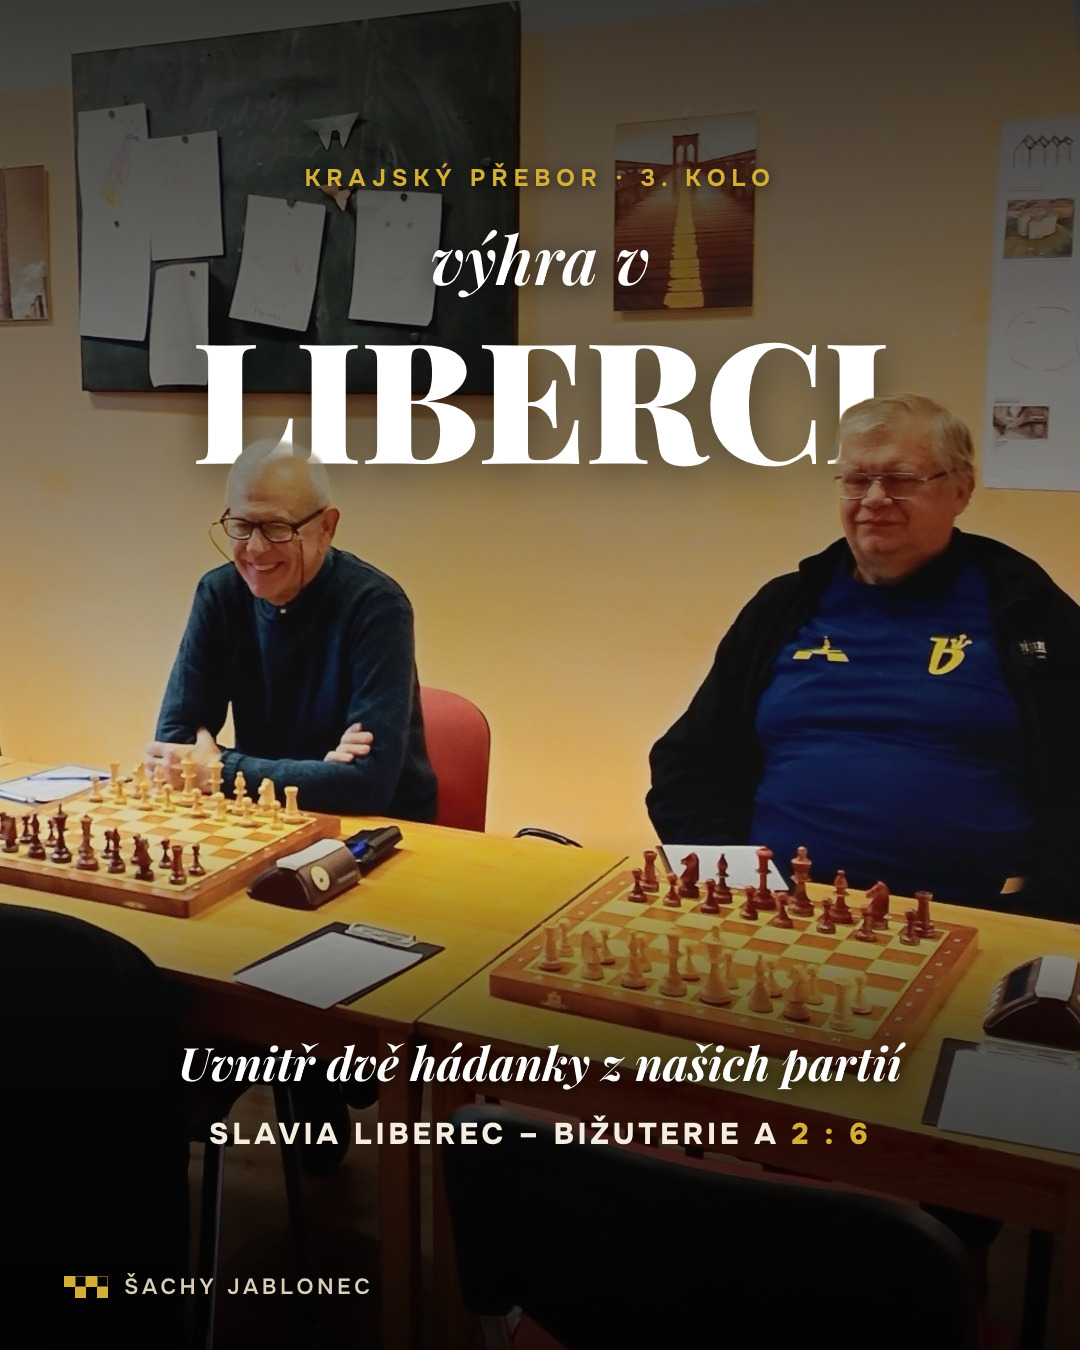 KRAJSKÝ PŘEBOR · 3. KOLO
výhra v
LIBERCI
Uvnitř dvě hádanky z našich partií
SLAVIA LIBEREC – BIŽUTERIE A 2 : 6
ŠACHY JABLONEC